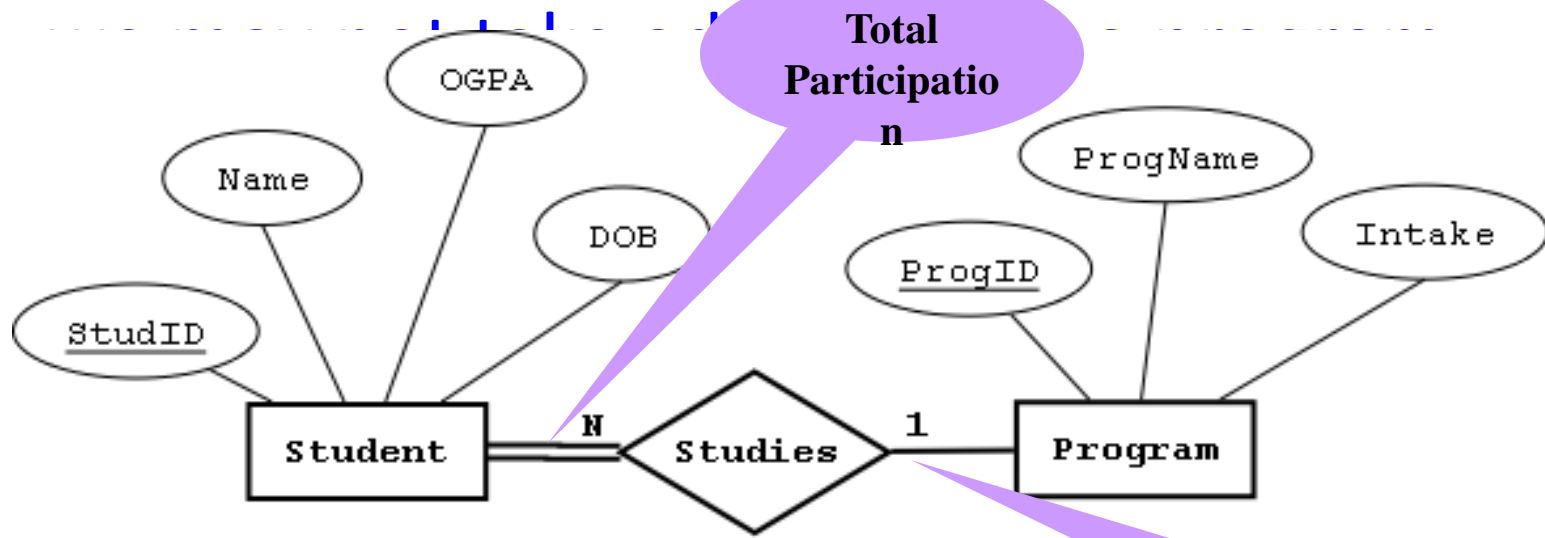 Total
Participatio
n
OGPA
Name
ProgName
DOB
Intake
ProgID
StudID
N
1
Student
Studies
Program